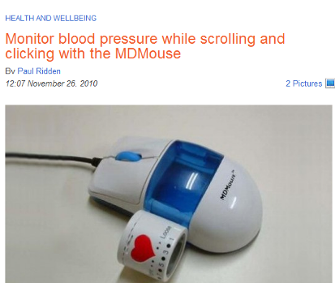 HEALTH AND WELLBEING
Monitor blood pressure while scrolling and
clicking with the MDMouse
By Paul Ridden
12:07 November 26, 2010
2 Pictures
MDMouse™